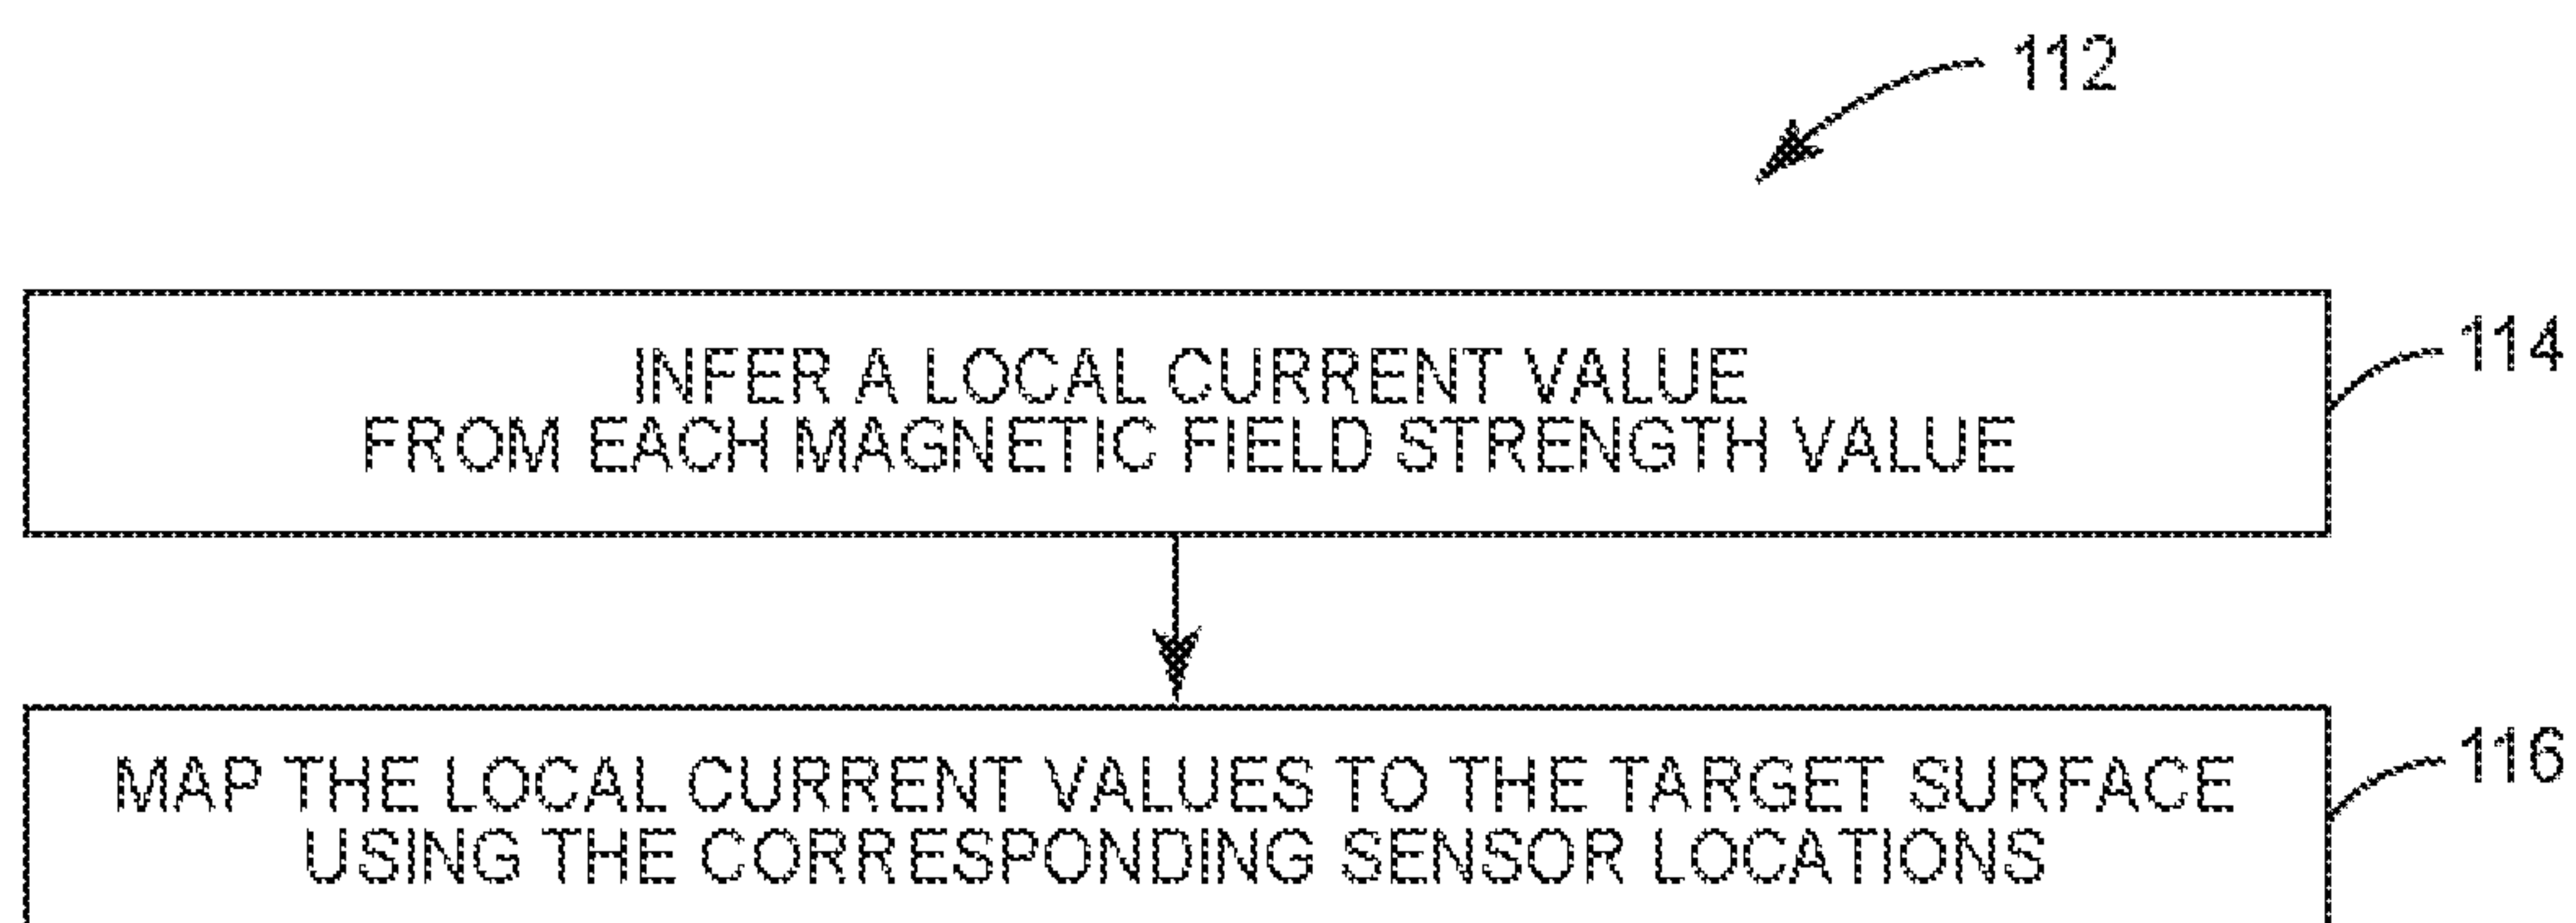 112
INFER A LOCAL CURRENT VALUE
FROM EACH MAGNETIC FIELD STRENGTH VALUE
114
MAP THE LOCAL CURRENT VALUES TO THE TARGET SURFACE
USING THE CORRESPONDING SENSOR LOCATIONS
116